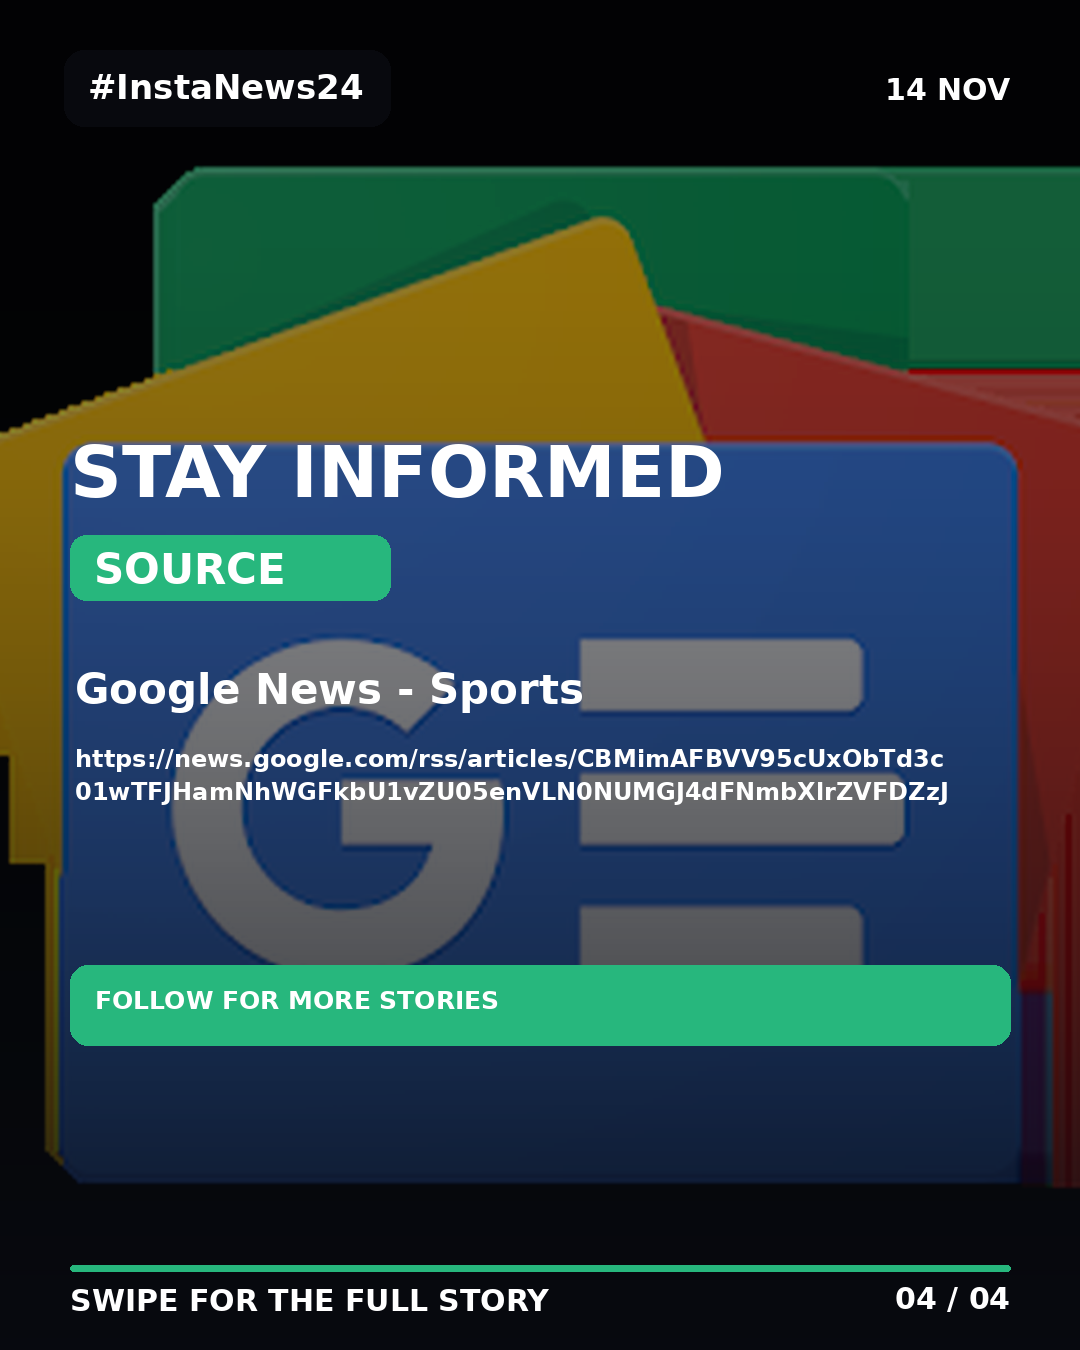 #InstaNews24
14 NOV
STAY INFORMED
SOURCE
Google News - Sports
https://news.google.com/rss/articles/CBMimAFBVV95cUxObTd3c
01wTFJHamNhWGFkbU1vZU05enVLN0NUMGJ4dFNmbXIrZVFDZzJ
FOLLOW FOR MORE STORIES
SWIPE FOR THE FULL STORY
04 / 04